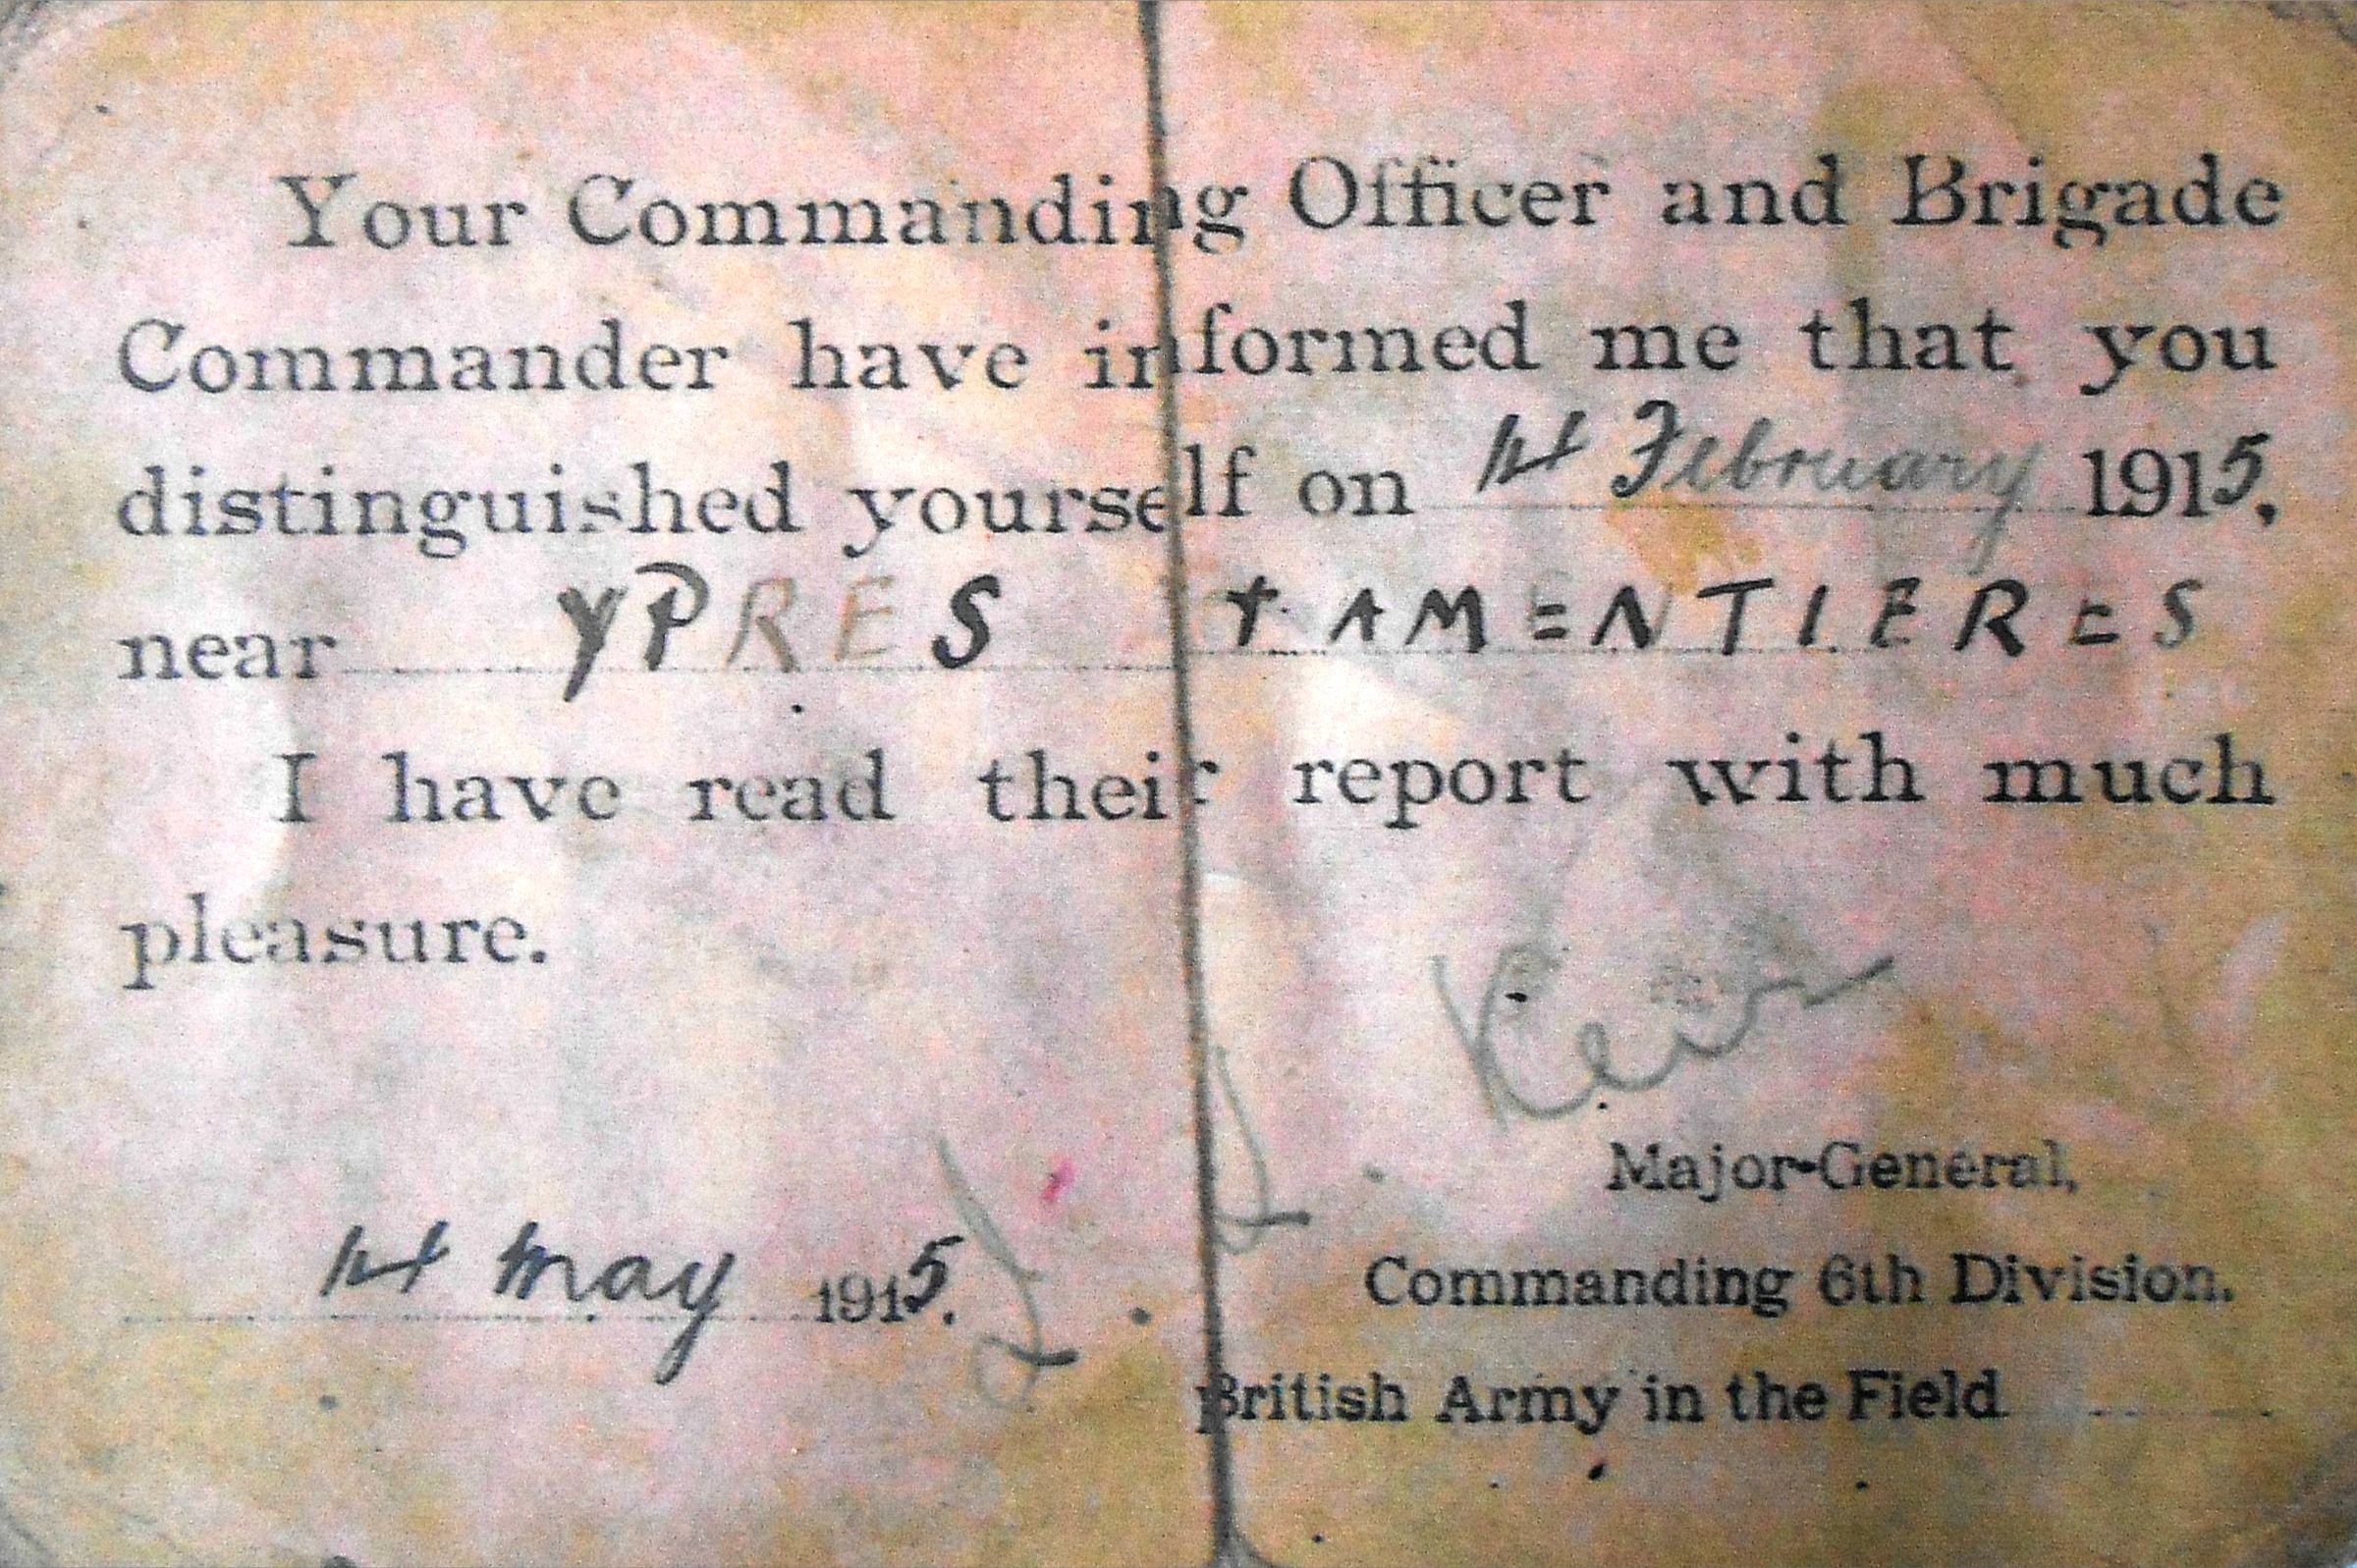 Your Commanding Officer and Brigade
Commander have informed me that you
distinguished yourself on 1st February 1915.
near YPRES + AMENTIERES
I have read their report with much
pleasure.
Major-General,
1st May 1915.
Commanding 6th Division.
British Army in the Field